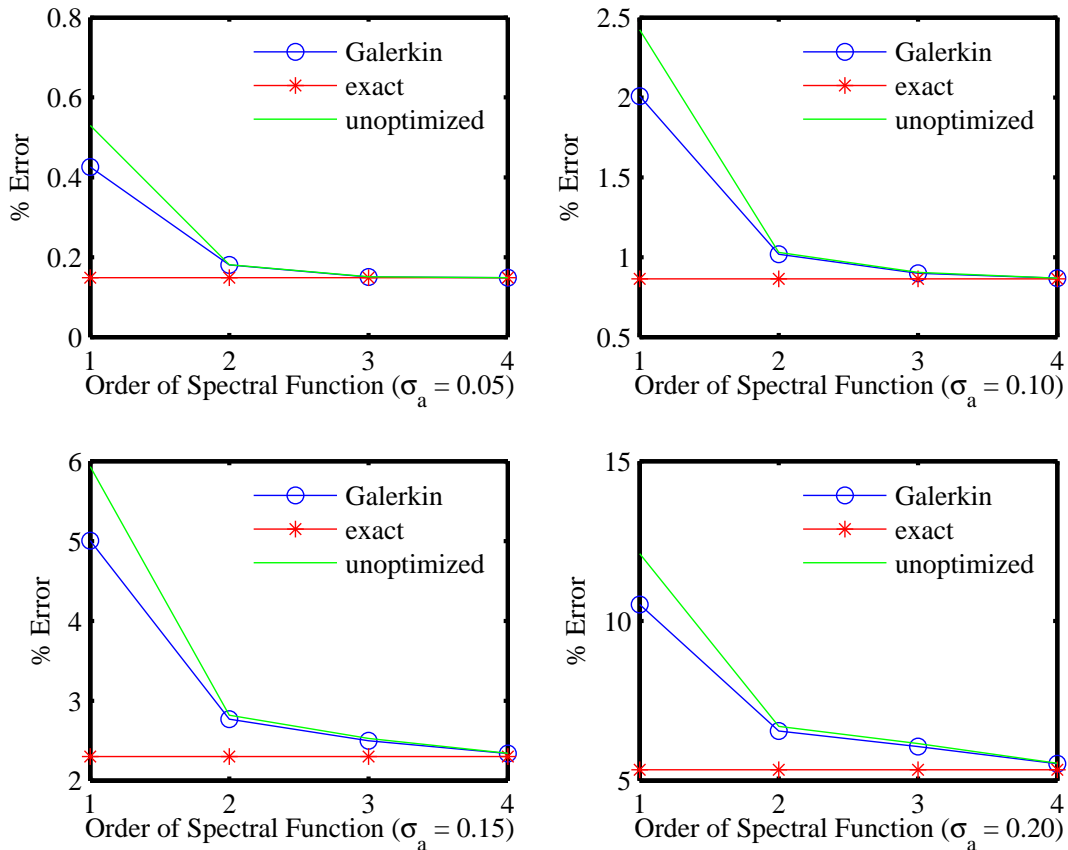 0.8
0.6
0.4
0.2
0
% Error
Galerkin
exact
unoptimized
1 2 3 4
Order of Spectral Function (σ_a = 0.05)
2.5
2
1.5
1
0.5
% Error
Galerkin
exact
unoptimized
1 2 3 4
Order of Spectral Function (σ_a = 0.10)
6
5
4
3
2
% Error
Galerkin
exact
unoptimized
1 2 3 4
Order of Spectral Function (σ_a = 0.15)
15
10
5
% Error
Galerkin
exact
unoptimized
1 2 3 4
Order of Spectral Function (σ_a = 0.20)